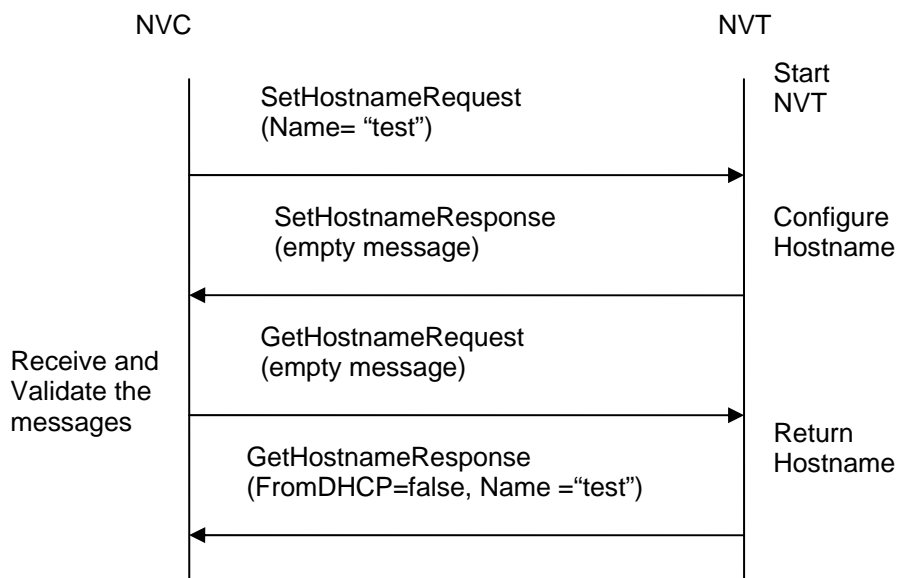 NVC
NVT
Start
NVT
SetHostnameRequest
(Name= “test”)
SetHostnameResponse
(empty message)
Configure
Hostname
GetHostnameRequest
(empty message)
Receive and
Validate the
messages
Return
Hostname
GetHostnameResponse
(FromDHCP=false, Name =“test”)